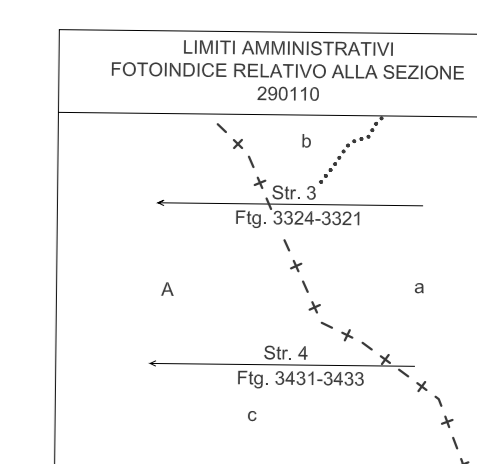 LIMITI AMMINISTRATIVI
FOTOINDICE RELATIVO ALLA SEZIONE
290110
b
Str. 3
Ftg. 3324-3321
A
a
Str. 4
Ftg. 3431-3433
c